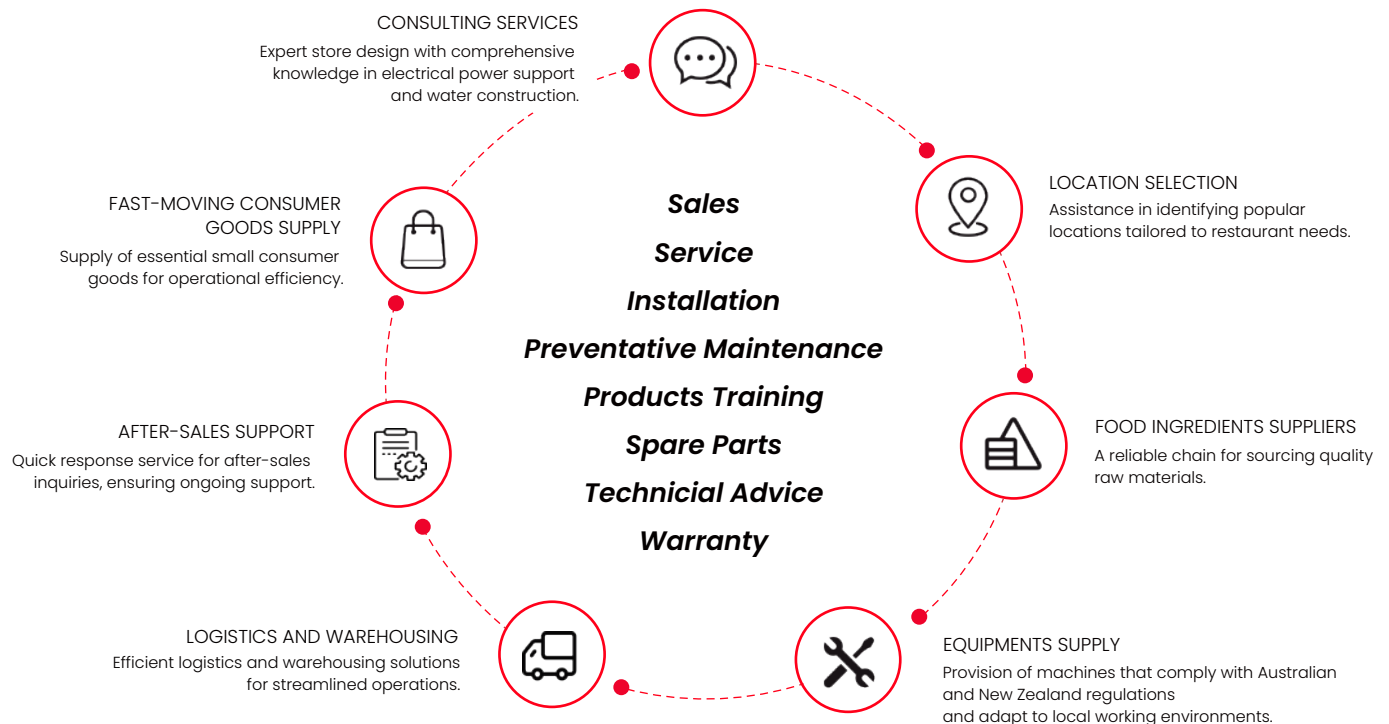 CONSULTING SERVICES
Expert store design with comprehensive
knowledge in electrical power support
and water construction.
LOCATION SELECTION
Assistance in identifying popular
locations tailored to restaurant needs.
FOOD INGREDIENTS SUPPLIERS
A reliable chain for sourcing quality
raw materials.
EQUIPMENTS SUPPLY
Provision of machines that comply with Australian
and New Zealand regulations
and adapt to local working environments.
LOGISTICS AND WAREHOUSING
Efficient logistics and warehousing solutions
for streamlined operations.
AFTER-SALES SUPPORT
Quick response service for after-sales
inquiries, ensuring ongoing support.
FAST-MOVING CONSUMER
GOODS SUPPLY
Supply of essential small consumer
goods for operational efficiency.
Sales
Service
Installation
Preventative Maintenance
Products Training
Spare Parts
Technicial Advice
Warranty